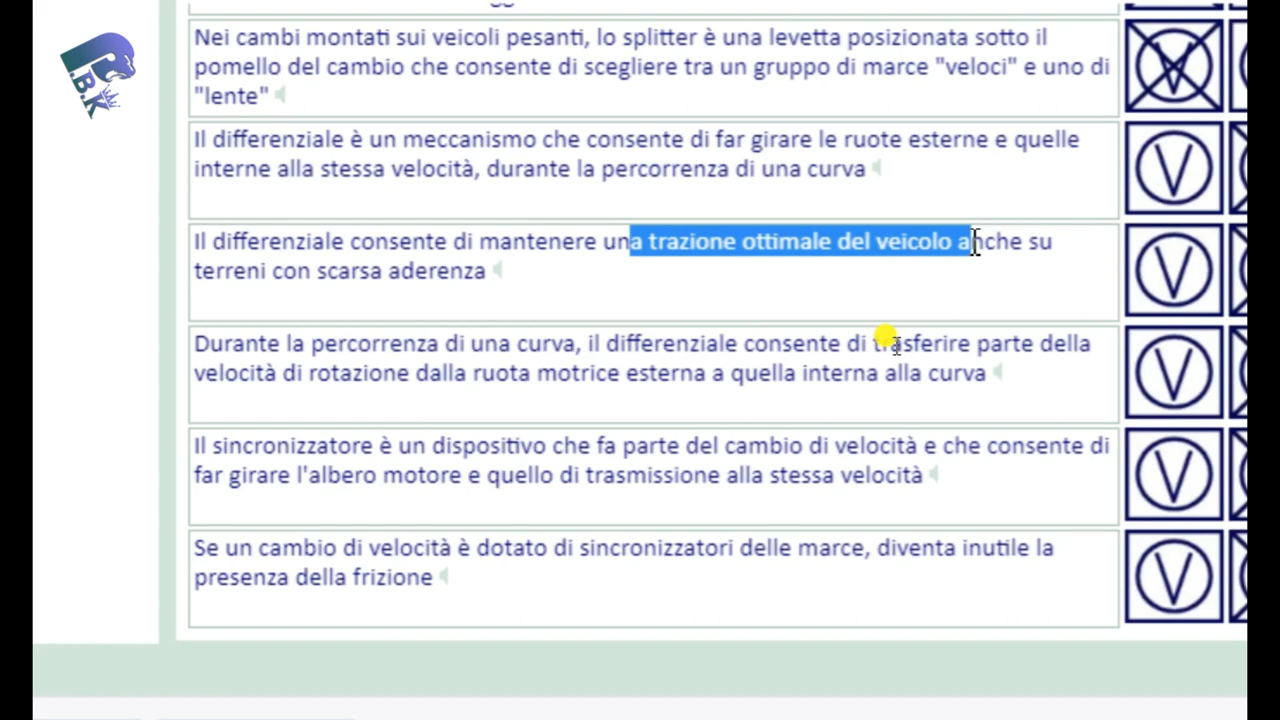 P.B.K
Nei cambi montati sui veicoli pesanti, lo splitter è una levetta posizionata sotto il
pomello del cambio che consente di scegliere tra un gruppo di marce "veloci" e uno di
"lente"
V
Il differenziale è un meccanismo che consente di far girare le ruote esterne e quelle
interne alla stessa velocità, durante la percorrenza di una curva
V
Il differenziale consente di mantenere una trazione ottimale del veicolo anche su
terreni con scarsa aderenza
V
Durante la percorrenza di una curva, il differenziale consente di trasferire parte della
velocità di rotazione dalla ruota motrice esterna a quella interna alla curva
V
Il sincronizzatore è un dispositivo che fa parte del cambio di velocità e che consente di
far girare l'albero motore e quello di trasmissione alla stessa velocità
V
Se un cambio di velocità è dotato di sincronizzatori delle marce, diventa inutile la
presenza della frizione
V